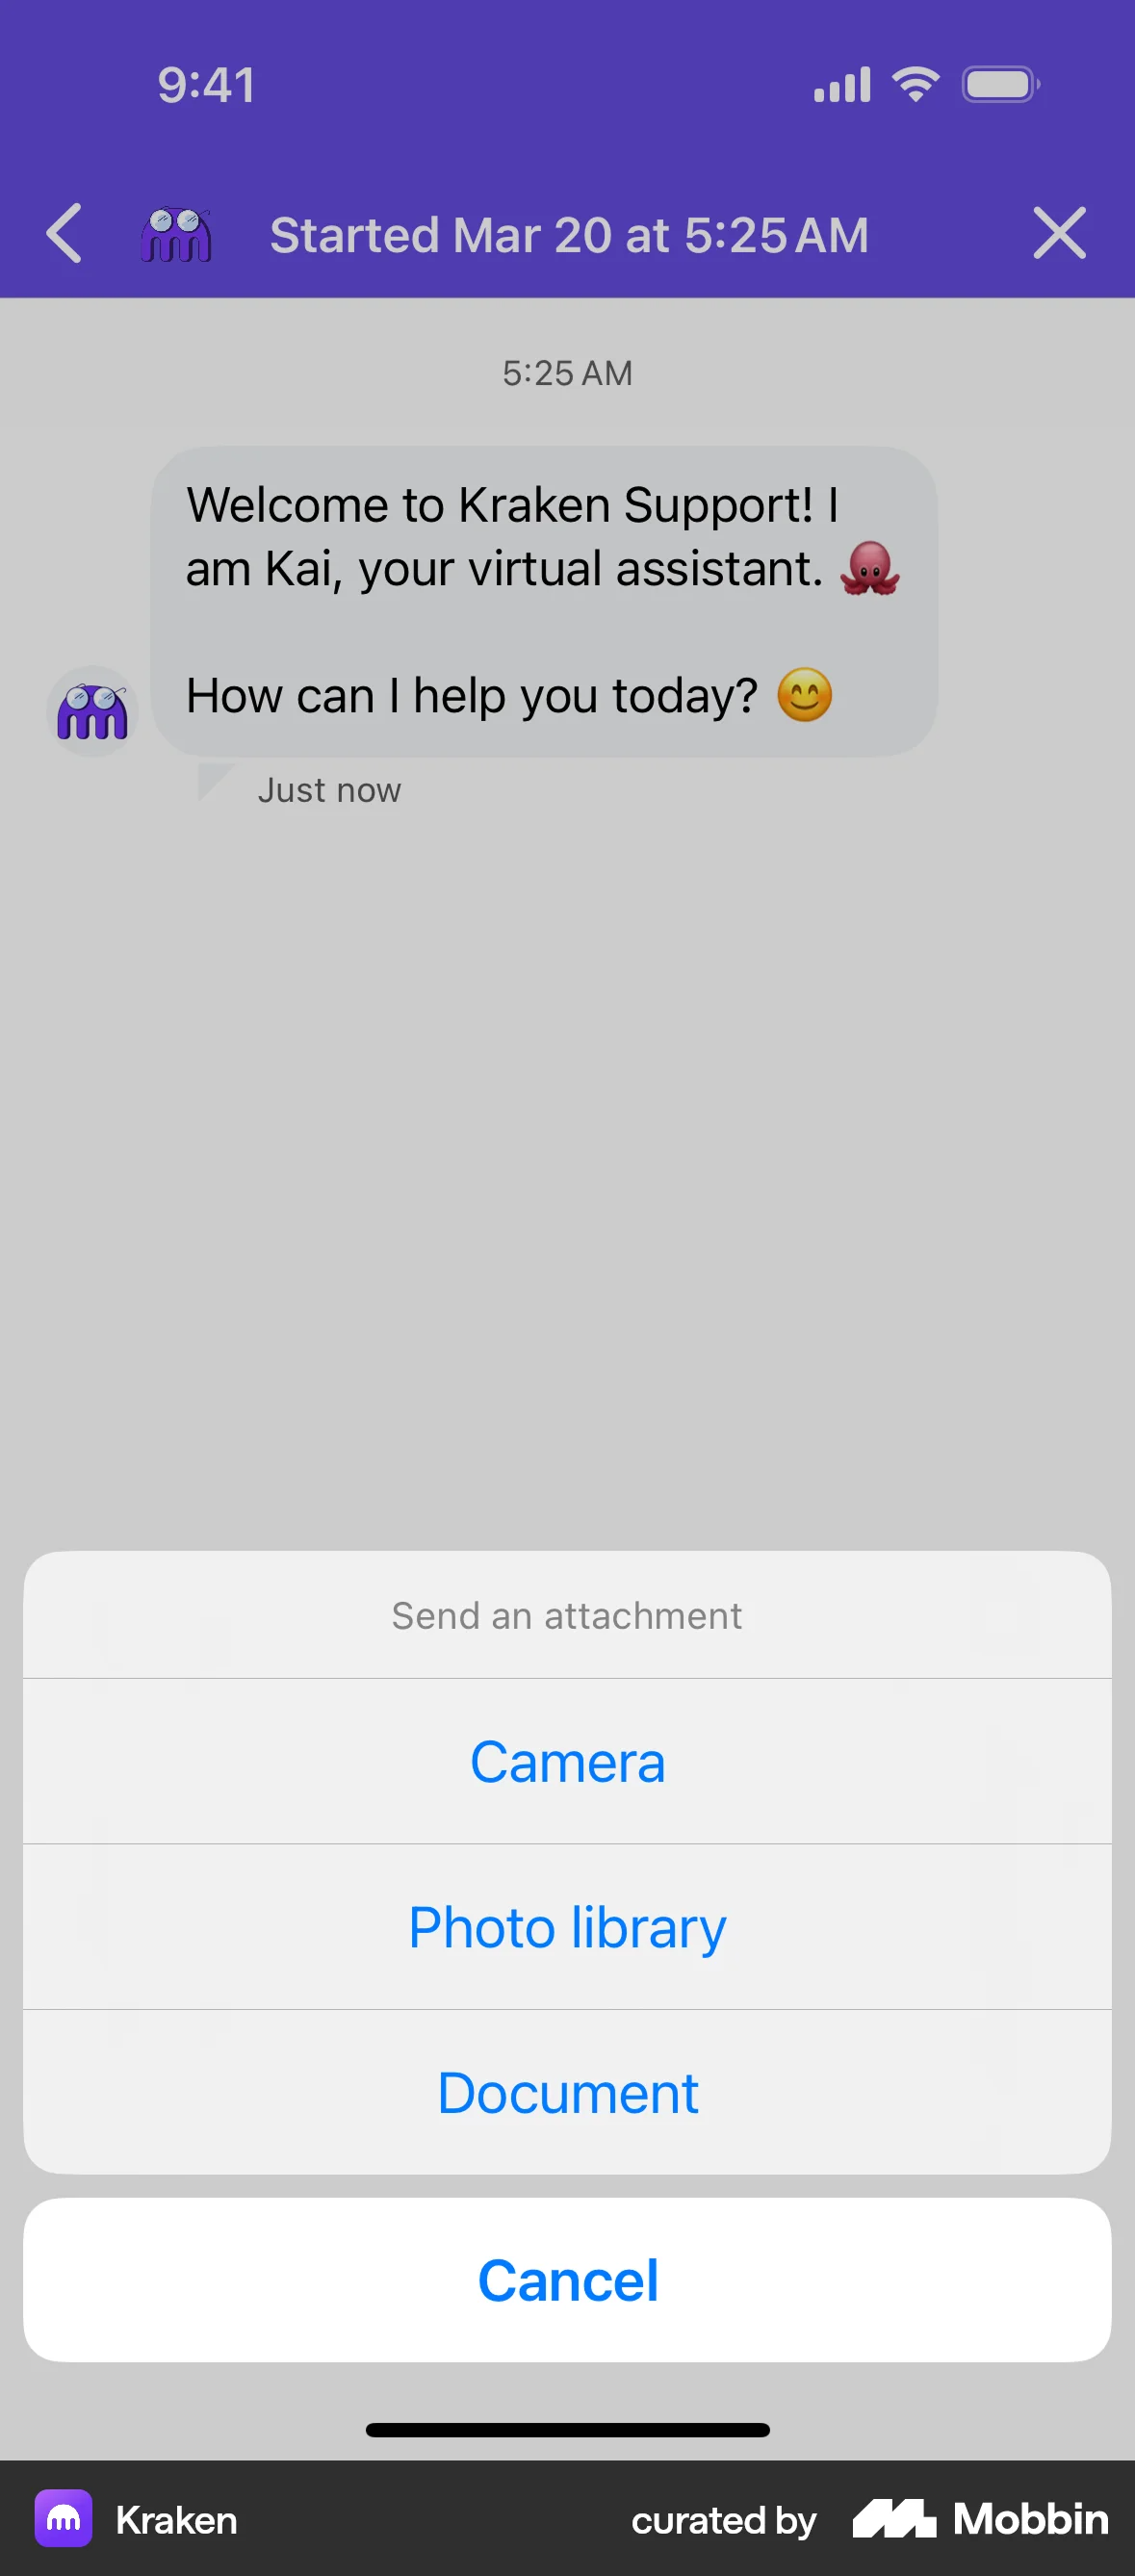 9:41
Started Mar 20 at 5:25 AM
5:25 AM
Welcome to Kraken Support! I
am Kai, your virtual assistant. 🐙
How can I help you today? 😊
Just now
Send an attachment
Camera
Photo library
Document
Cancel
Kraken
curated by Mobbin